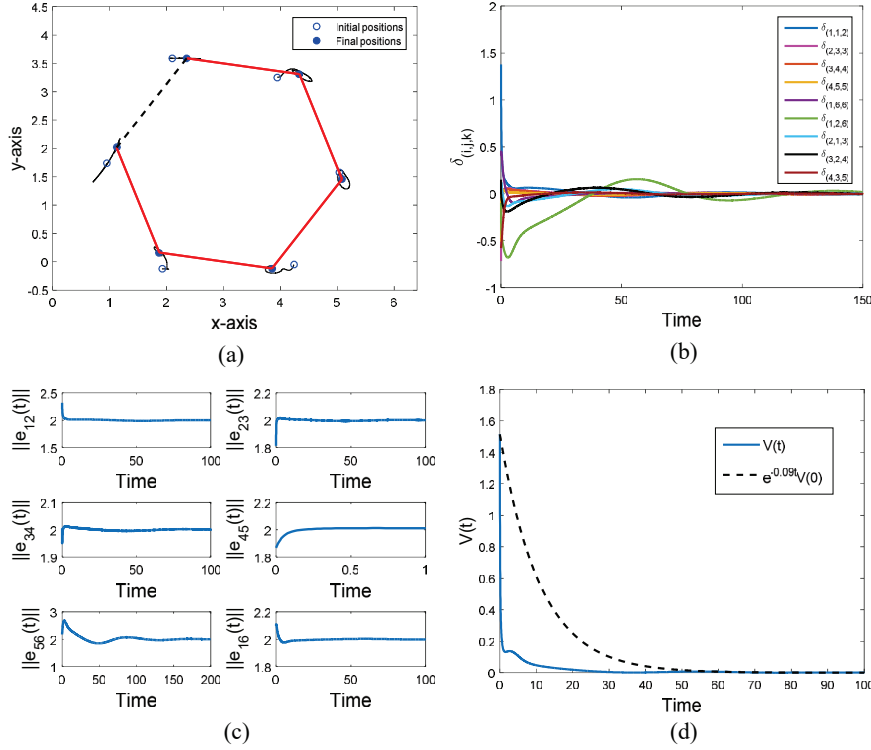 Initial positions
Final positions
4.5
4
3.5
3
2.5
2
1.5
1
0.5
0
-0.5
y-axis
0 1 2 3 4 5 6
x-axis
(a)
2
1.5
1
0.5
0
-0.5
-1
δ(i,j,k)
δ(1,1,2)
δ(2,3,3)
δ(3,4,4)
δ(4,5,5)
δ(1,6,6)
δ(1,2,6)
δ(2,1,3)
δ(3,2,4)
δ(4,3,5)
0 50 100 150
Time
(b)
||e12(t)||
2.5
2
1.5
0 100
Time
||e23(t)||
2.2
2
1.8
0 100
Time
||e34(t)||
2.1
2
1.9
0 100
Time
||e45(t)||
2.2
2
1.8
0 0.5 1
Time
||e56(t)||
3
2
1
0 50 100 150 200
Time
||e16(t)||
2.2
2
1.8
0 100
Time
(c)
1.8
1.6
1.4
1.2
1
0.8
0.6
0.4
0.2
0
V(t)
V(t)
e-0.09tV(0)
0 10 20 30 40 50 60 70 80 90 100
Time
(d)